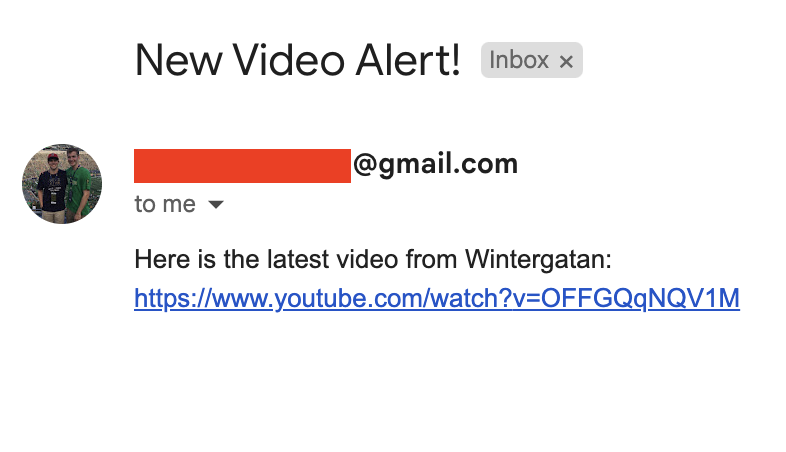 New Video Alert! Inbox ×
@gmail.com
to me
Here is the latest video from Wintergatan:
https://www.youtube.com/watch?v=OFFGQqNQV1M